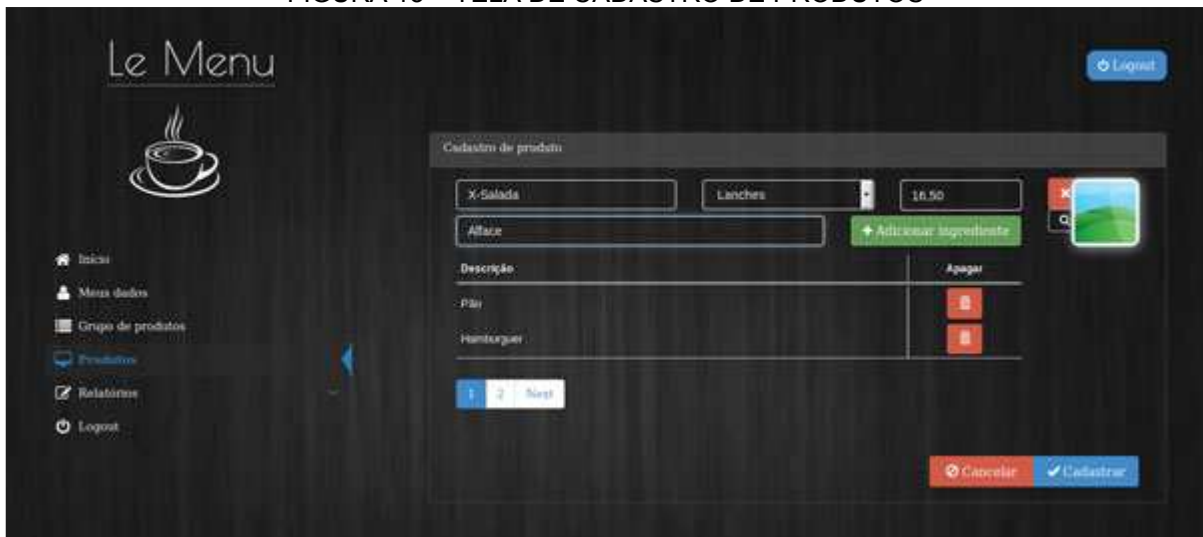 Le Menu
Logout
Cadastro de produto
X-Salada
Lanches
16.50
Alface
Adicionar ingrediente
Descrição
Apagar
Pão
Hamburguer
1 2 Next
Cancelar
Cadastrar
Início
Meus dados
Grupo de produtos
Produtos
Relatórios
Logout